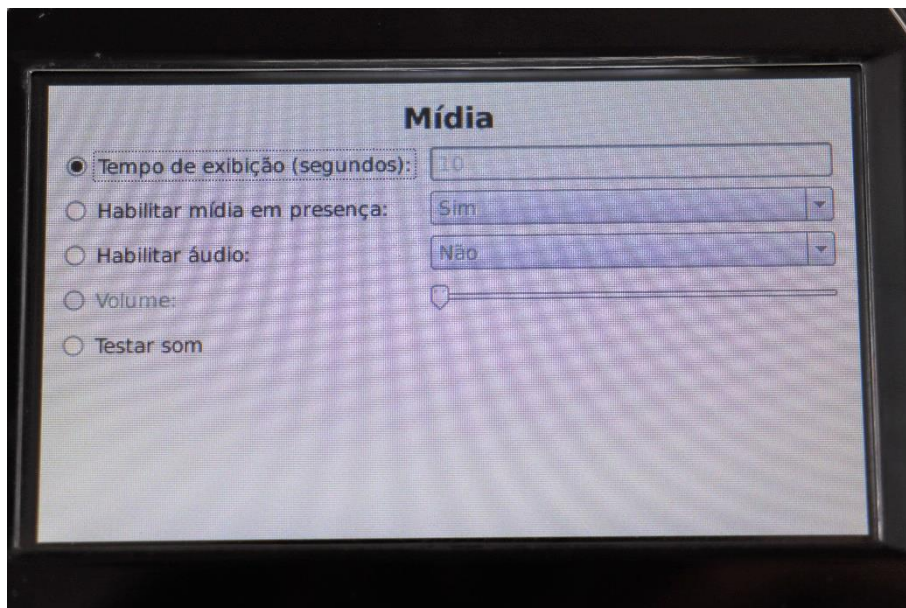 Mídia
Tempo de exibição (segundos): 10
Habilitar mídia em presença: Sim
Habilitar áudio: Não
Volume:
Testar som